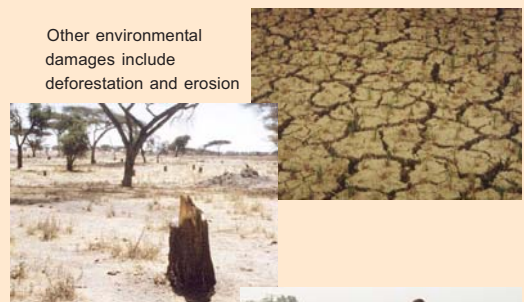 Other environmental
damages include
deforestation and erosion